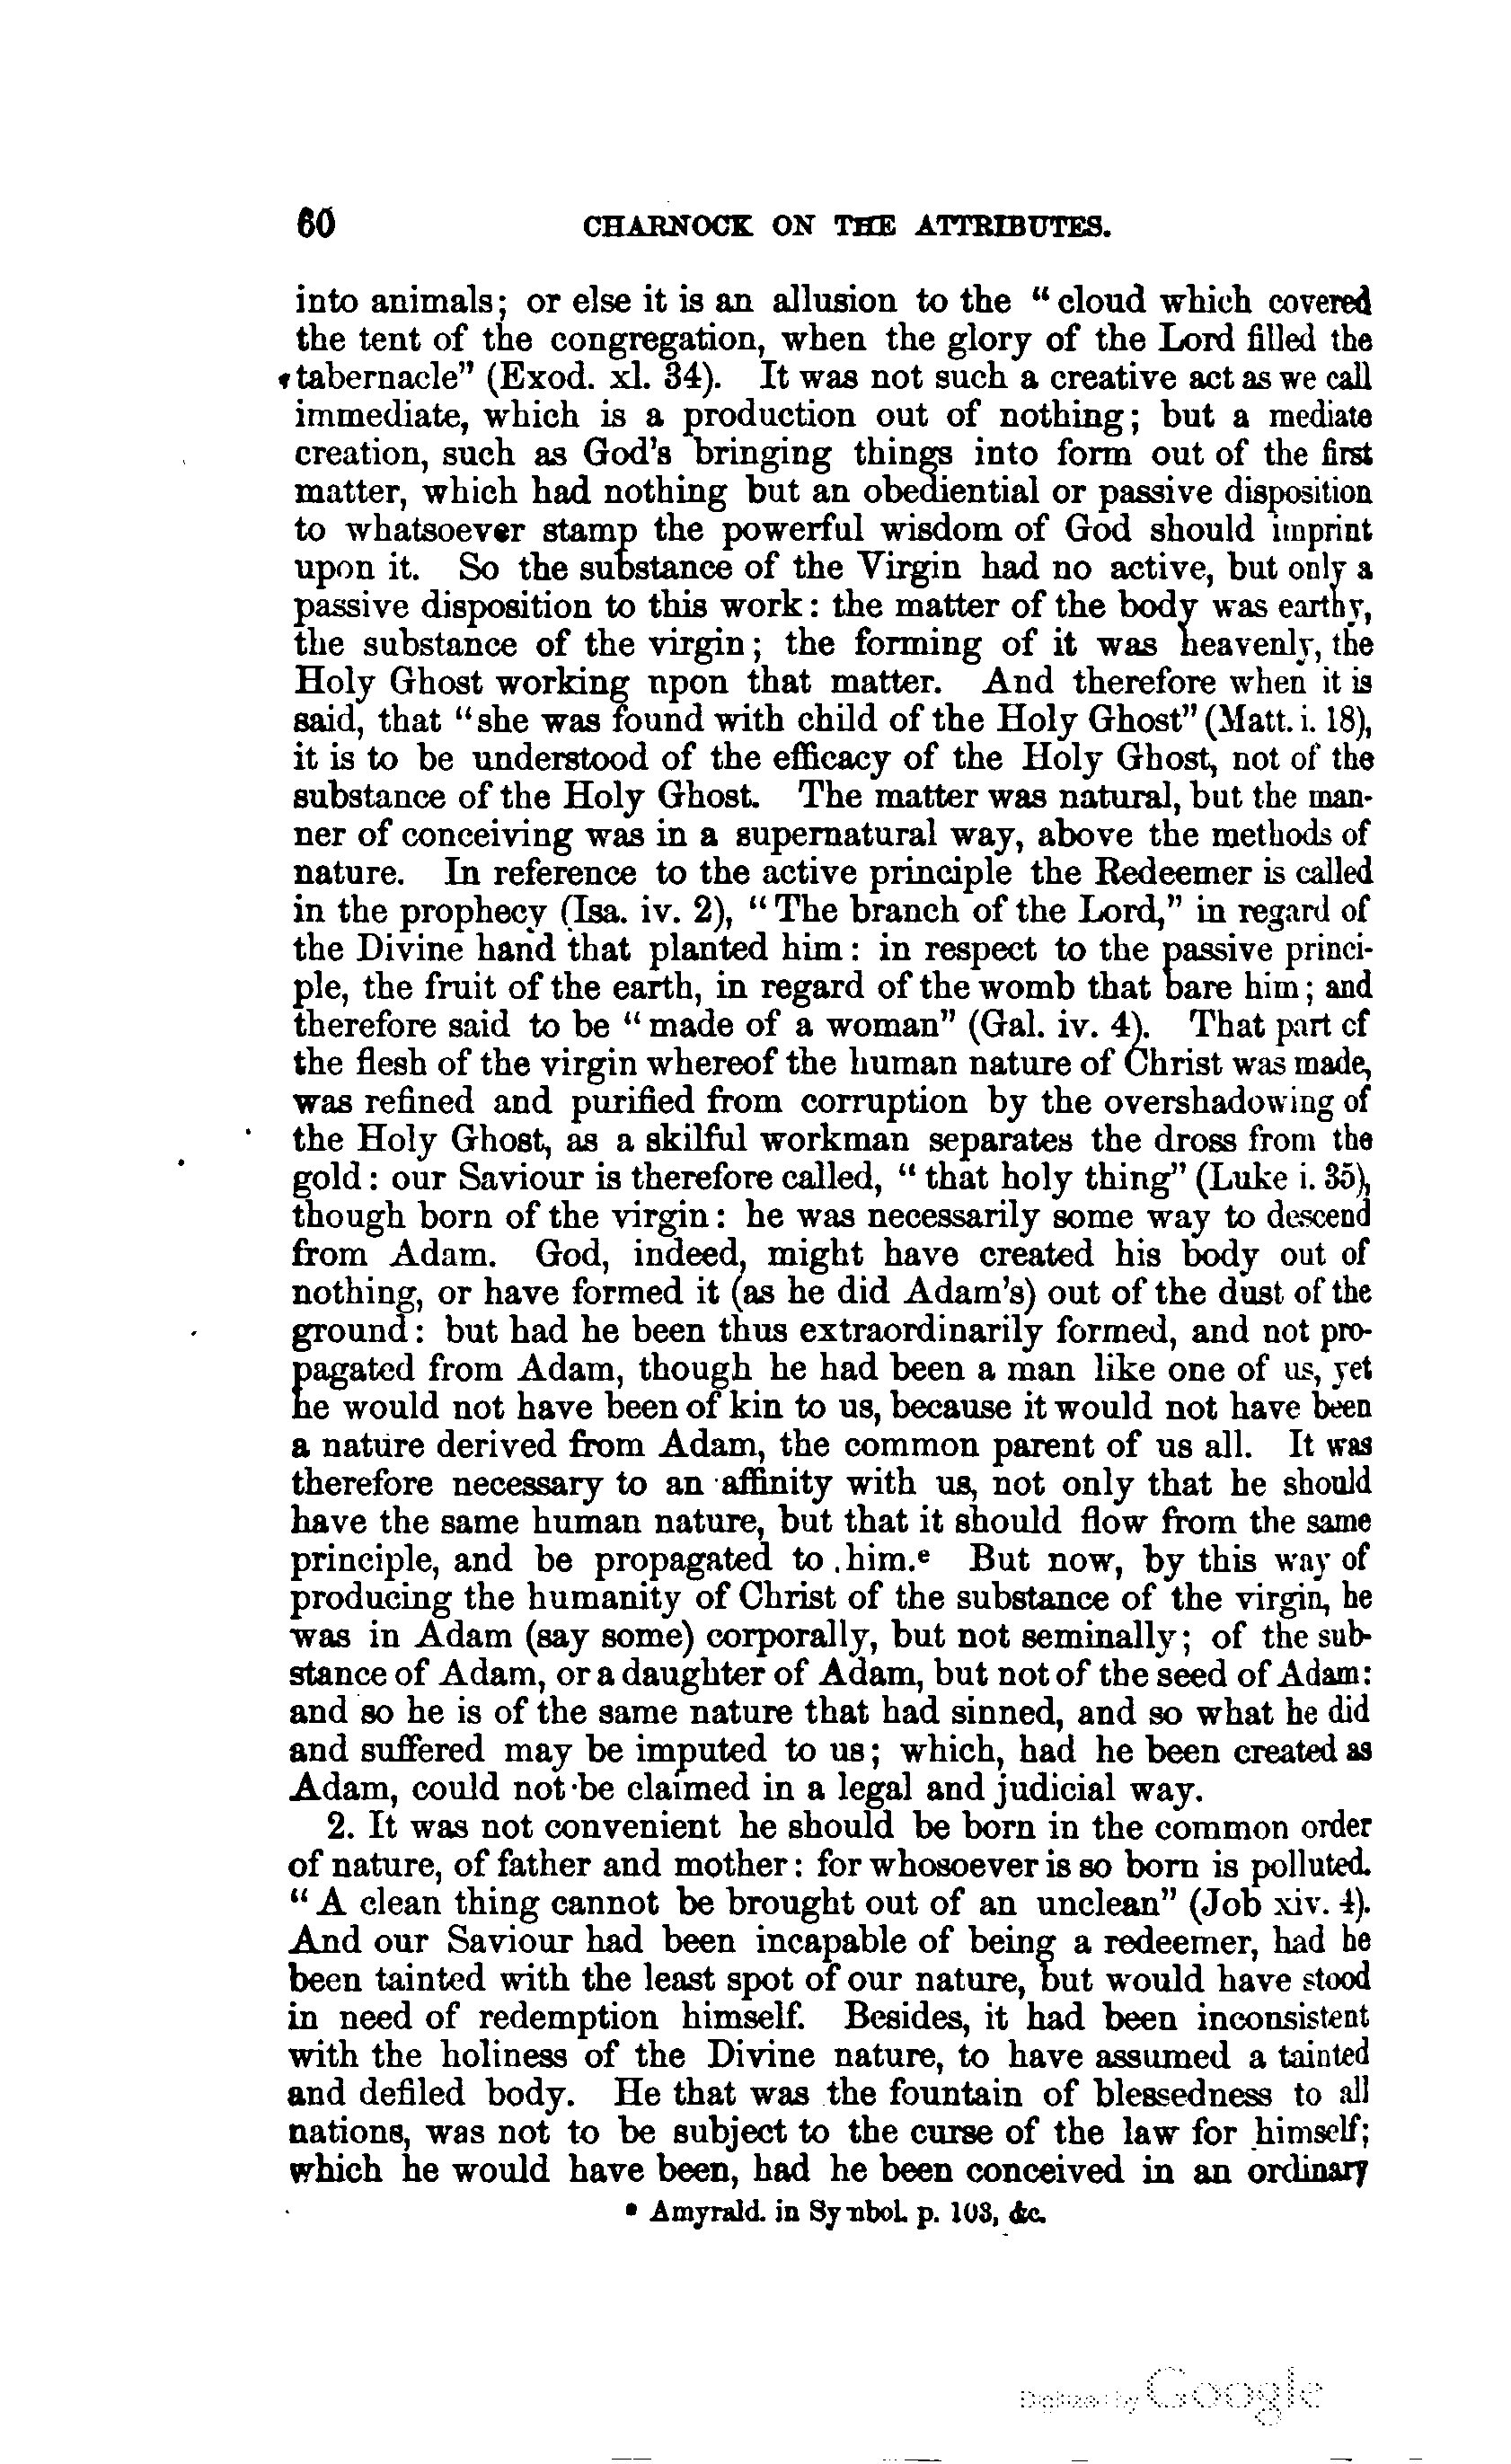 60 CHARNOCK ON THE ATTRIBUTES.
into animals; or else it is an allusion to the "cloud which covered
the tent of the congregation, when the glory of the Lord filled the
tabernacle" (Exod. xl. 34). It was not such a creative act as we call
immediate, which is a production out of nothing; but a mediate
creation, such as God's bringing things into form out of the first
matter, which had nothing but an obediential or passive disposition
to whatsoever stamp the powerful wisdom of God should imprint
upon it. So the substance of the Virgin had no active, but only a
passive disposition to this work: the matter of the body was earthy,
the substance of the virgin; the forming of it was heavenly, the
Holy Ghost working upon that matter. And therefore when it is
said, that "she was found with child of the Holy Ghost" (Matt. i. 18),
it is to be understood of the efficacy of the Holy Ghost, not of the
substance of the Holy Ghost. The matter was natural, but the man-
ner of conceiving was in a supernatural way, above the methods of
nature. In reference to the active principle the Redeemer is called
in the prophecy (Isa. iv. 2), "The branch of the Lord," in regard of
the Divine hand that planted him: in respect to the passive princi-
ple, the fruit of the earth, in regard of the womb that bare him; and
therefore said to be "made of a woman" (Gal. iv. 4). That part of
the flesh of the virgin whereof the human nature of Christ was made,
was refined and purified from corruption by the overshadowing of
the Holy Ghost, as a skilful workman separates the dross from the
gold: our Saviour is therefore called, "that holy thing" (Luke i. 35),
though born of the virgin: he was necessarily some way to descend
from Adam. God, indeed, might have created his body out of
nothing, or have formed it (as he did Adam's) out of the dust of the
ground: but had he been thus extraordinarily formed, and not pro-
pagated from Adam, though he had been a man like one of us, yet
he would not have been of kin to us, because it would not have been
a nature derived from Adam, the common parent of us all. It was
therefore necessary to an affinity with us, not only that he should
have the same human nature, but that it should flow from the same
principle, and be propagated to him.e But now, by this way of
producing the humanity of Christ of the substance of the virgin, he
was in Adam (say some) corporally, but not seminally; of the sub-
stance of Adam, or a daughter of Adam, but not of the seed of Adam:
and so he is of the same nature that had sinned, and so what he did
and suffered may be imputed to us; which, had he been created as
Adam, could not be claimed in a legal and judicial way.
2. It was not convenient he should be born in the common order
of nature, of father and mother: for whosoever is so born is polluted.
"A clean thing cannot be brought out of an unclean" (Job xiv. 4).
And our Saviour had been incapable of being a redeemer, had he
been tainted with the least spot of our nature, but would have stood
in need of redemption himself. Besides, it had been inconsistent
with the holiness of the Divine nature, to have assumed a tainted
and defiled body. He that was the fountain of blessedness to all
nations, was not to be subject to the curse of the law for himself;
which he would have been, had he been conceived in an ordinary
e Amyrald. in Symbol. p. 103, &c.
Digitized by Google